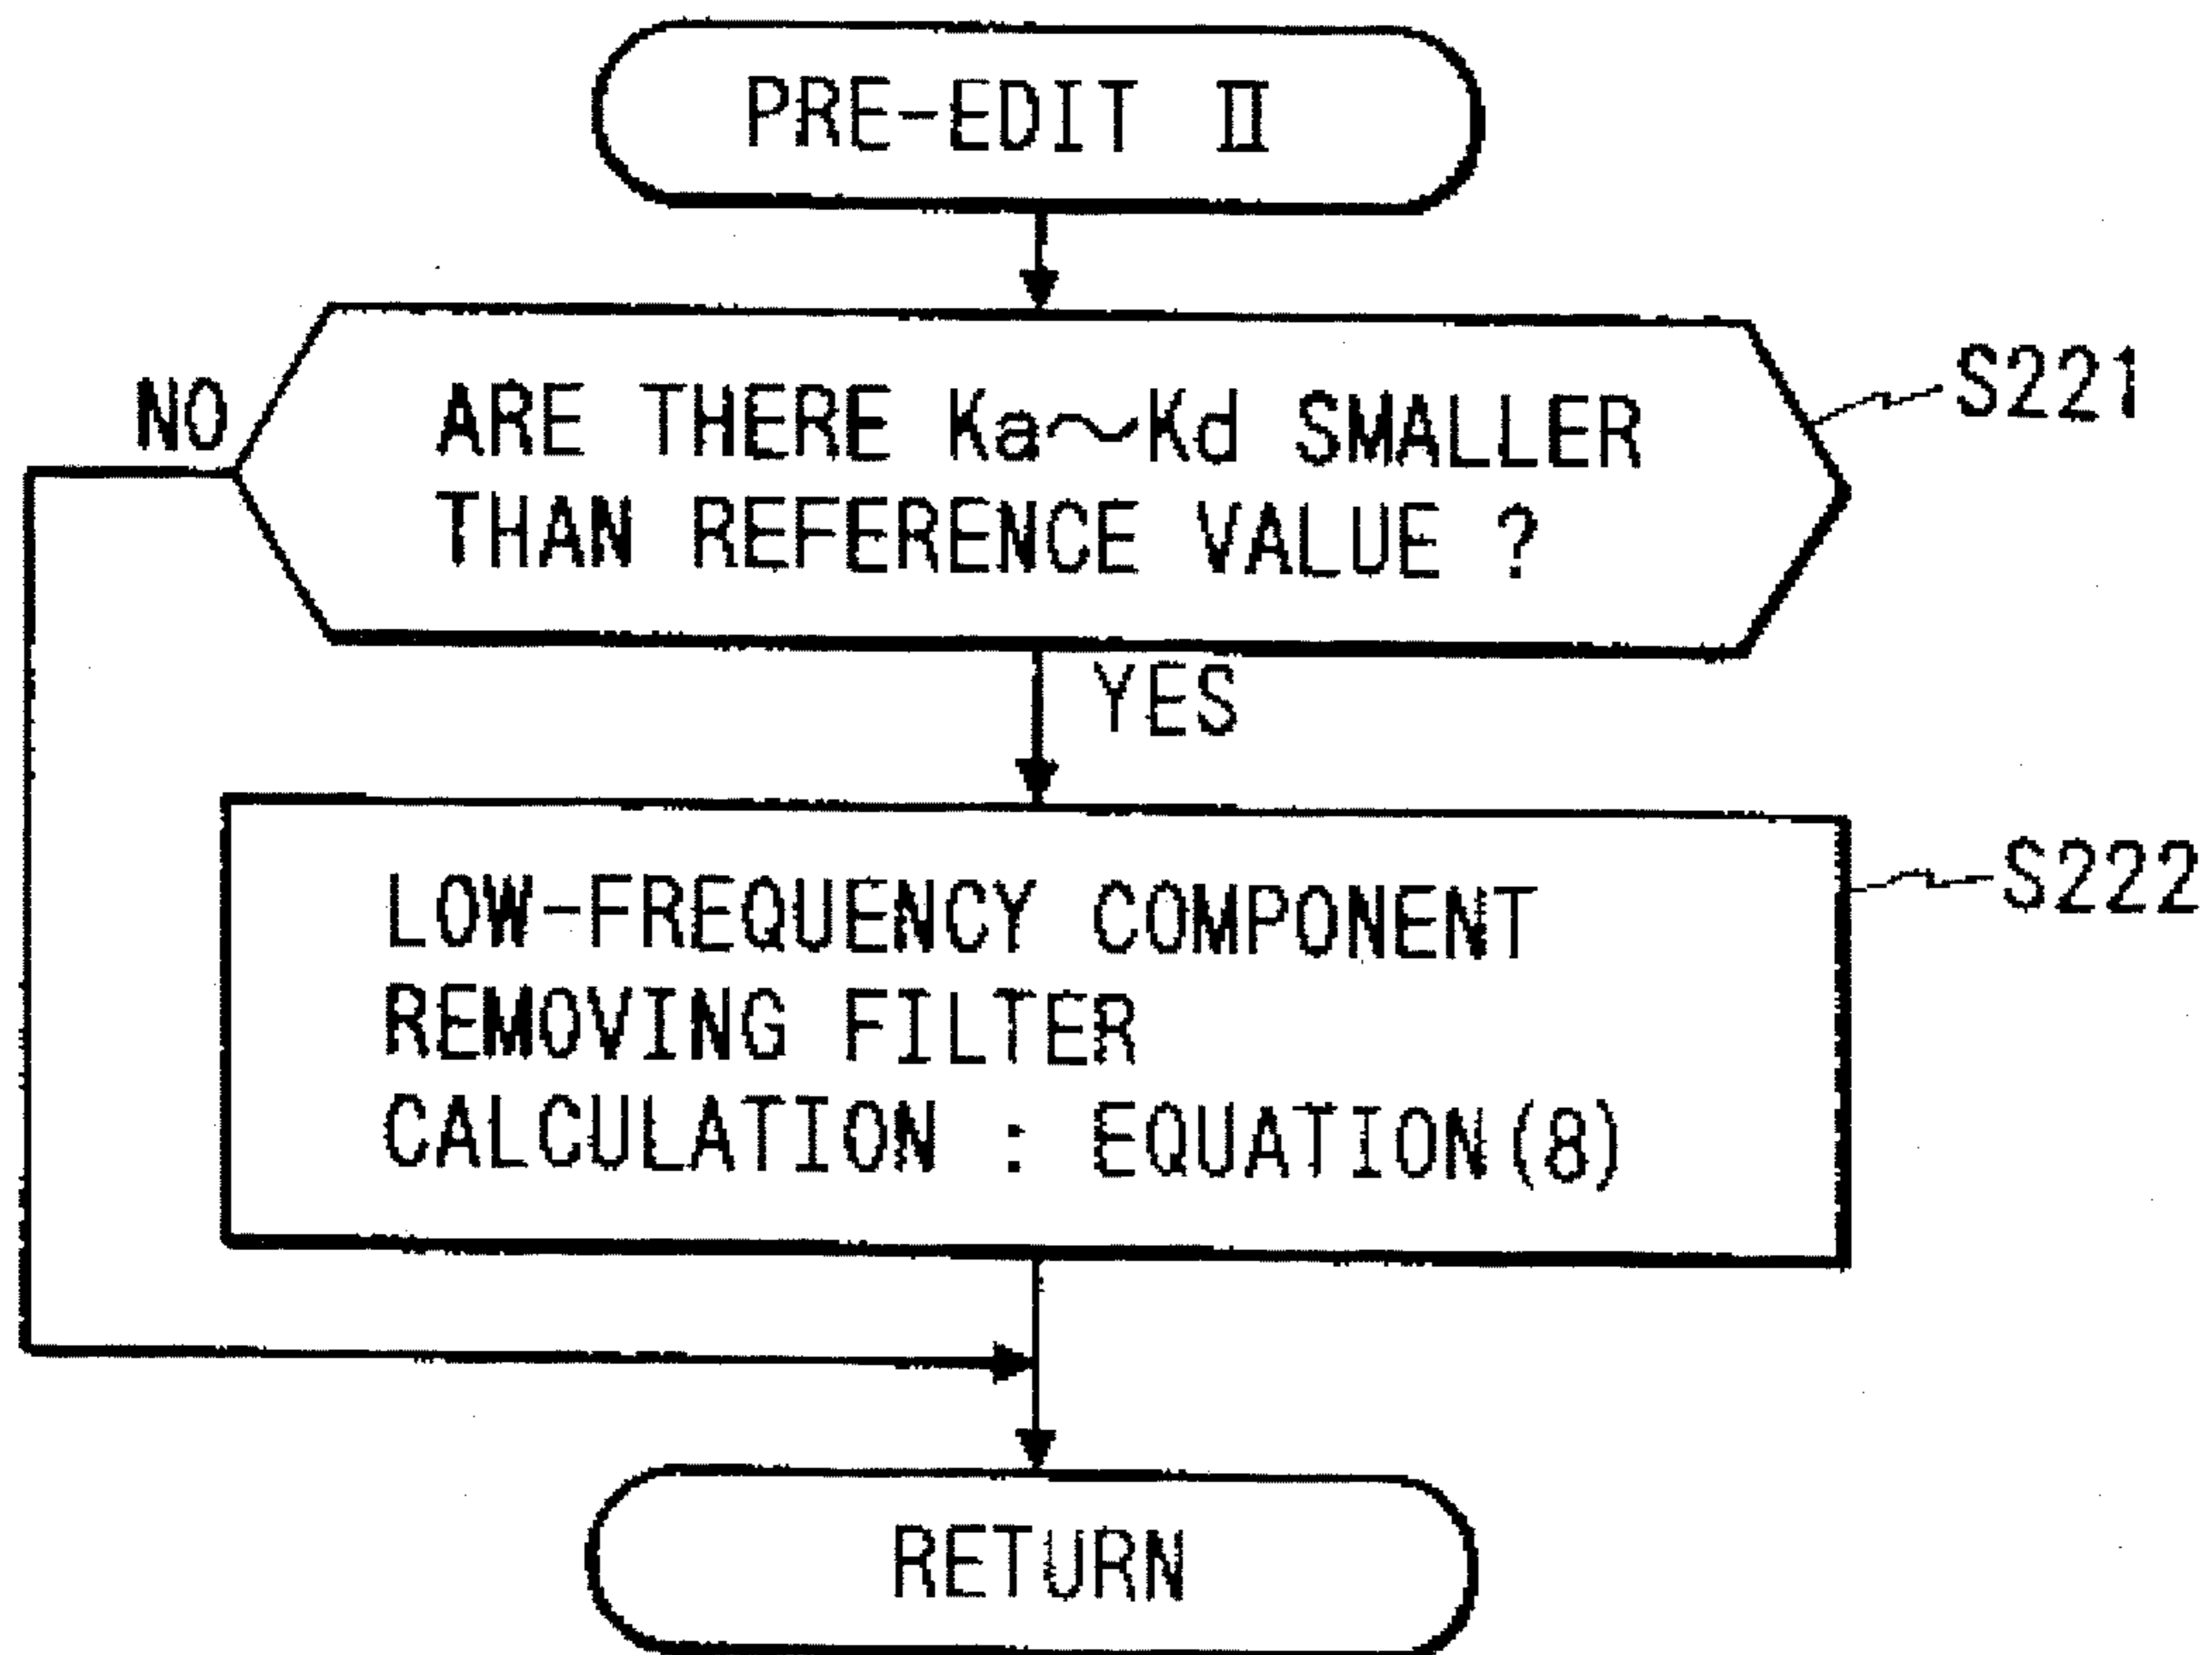 PRE-EDIT II
NO
ARE THERE Ka~Kd SMALLER
THAN REFERENCE VALUE ?
S221
YES
LOW-FREQUENCY COMPONENT
REMOVING FILTER
CALCULATION : EQUATION(8)
S222
RETURN